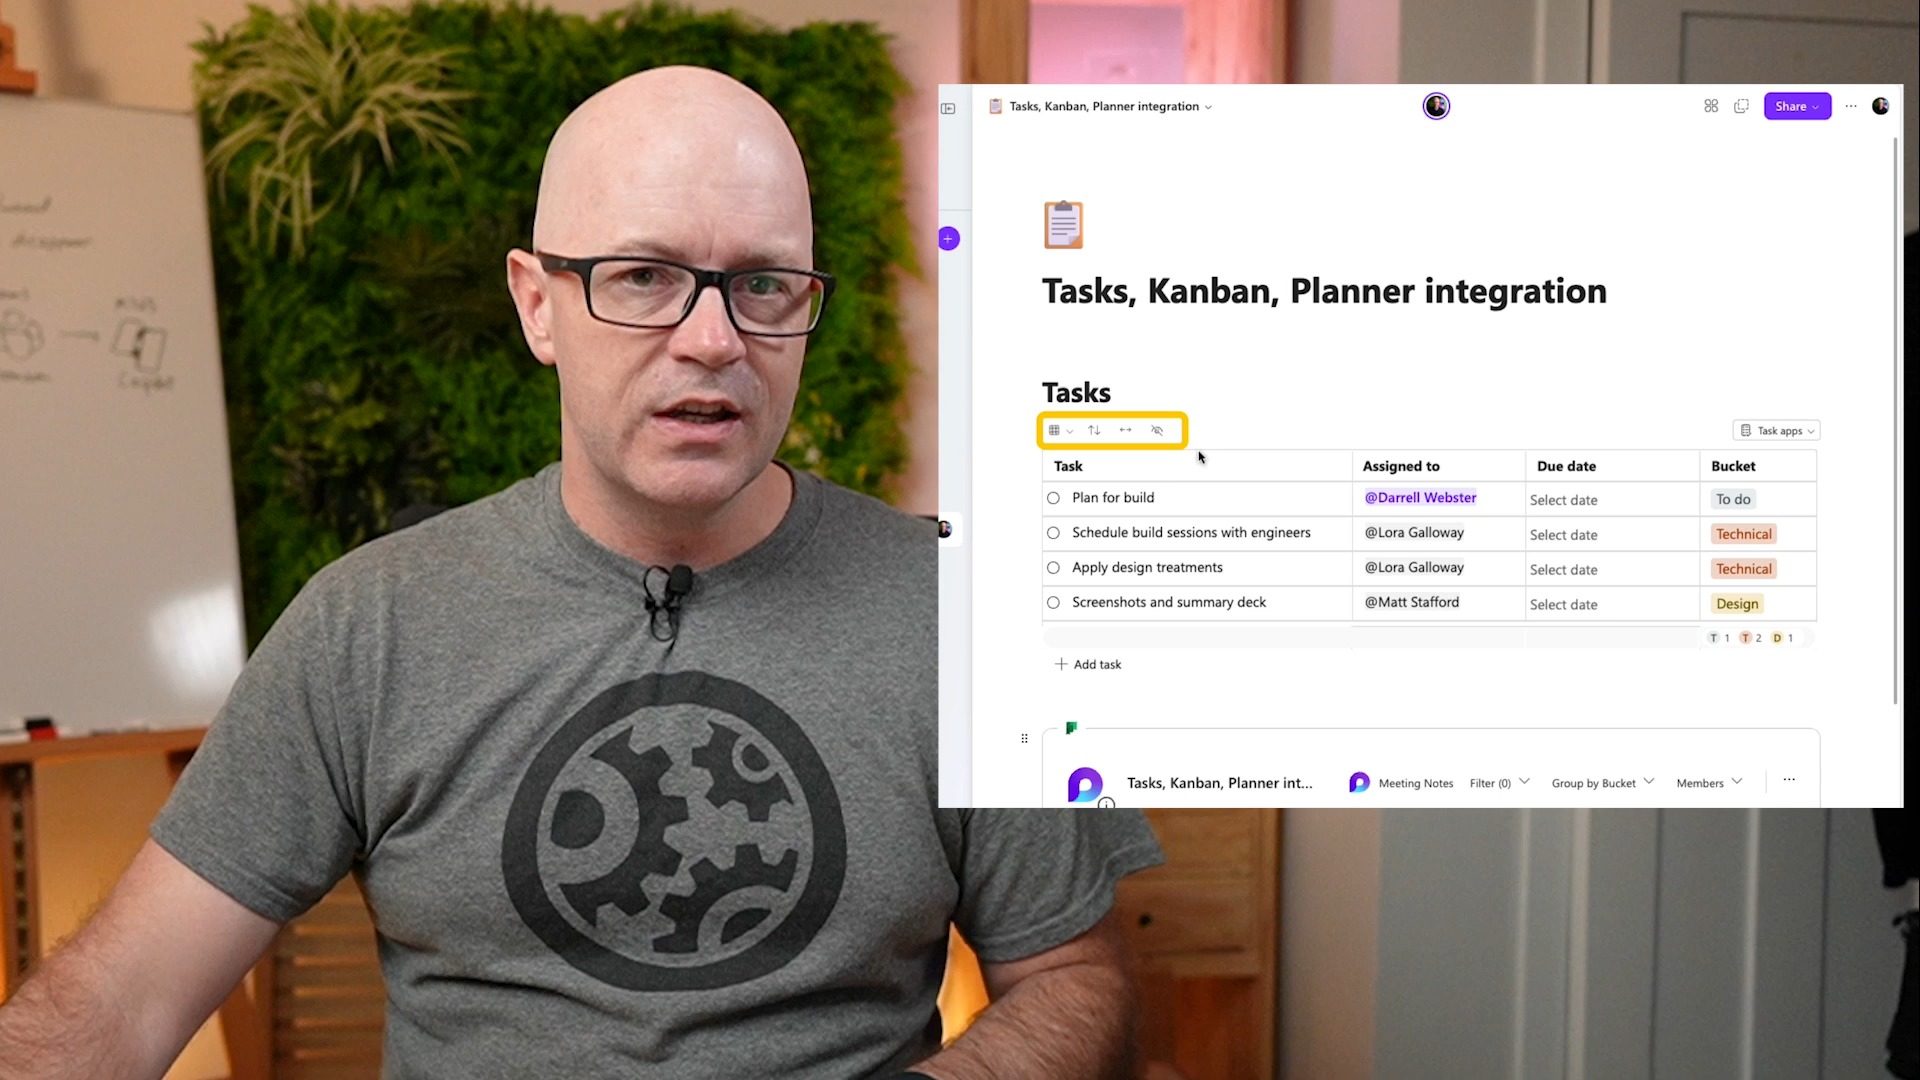 Tasks, Kanban, Planner integration
Share
Tasks, Kanban, Planner integration
Tasks
Task apps
Task Assigned to Due date Bucket
Plan for build @Darrell Webster Select date To do
Schedule build sessions with engineers @Lora Galloway Select date Technical
Apply design treatments @Lora Galloway Select date Technical
Screenshots and summary deck @Matt Stafford Select date Design
T 1 T 2 D 1
Add task
Tasks, Kanban, Planner int... Meeting Notes Filter (0) Group by Bucket Members